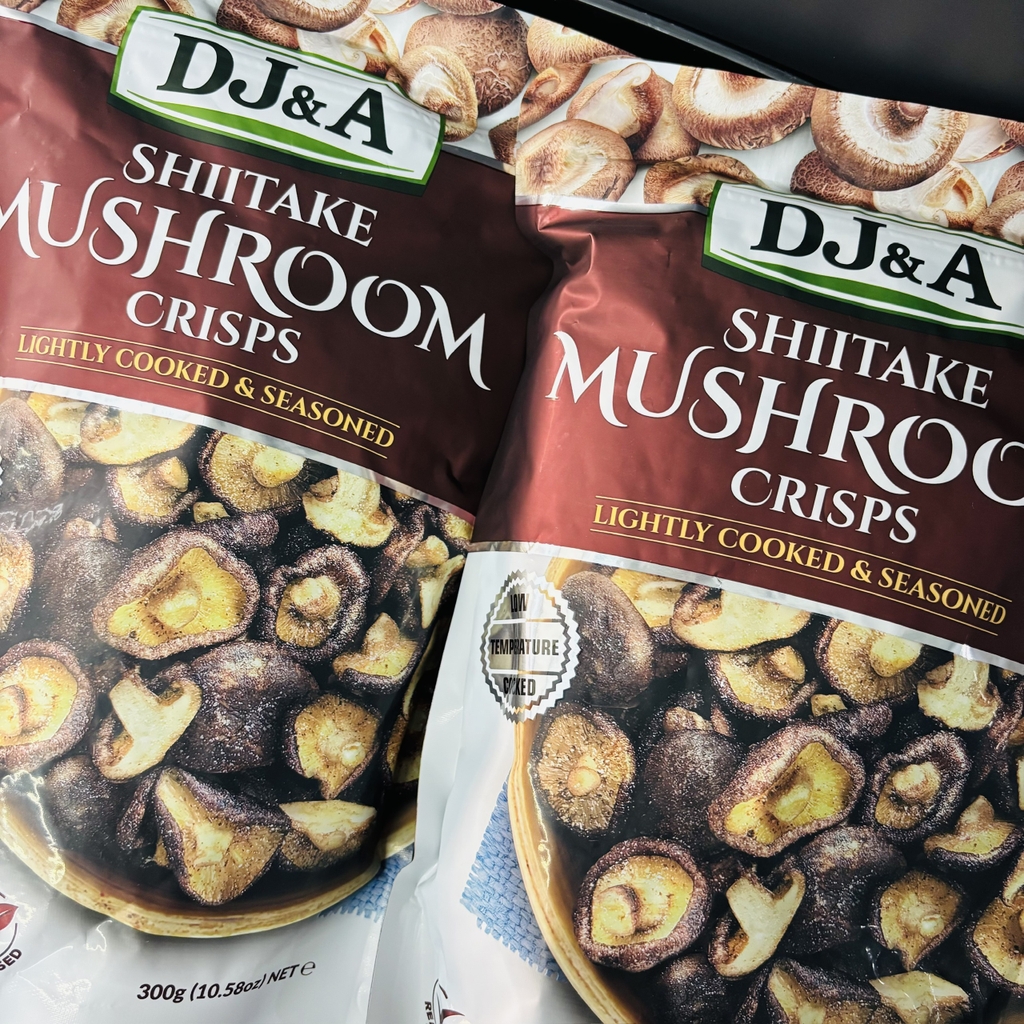 DJ&A
SHIITAKE
MUSHROOM
CRISPS
LIGHTLY COOKED & SEASONED
300g (10.58oz) NET e
DJ&A
SHIITAKE
MUSHROO
CRISPS
LIGHTLY COOKED & SEASONED
LOW
TEMPERATURE
COOKED